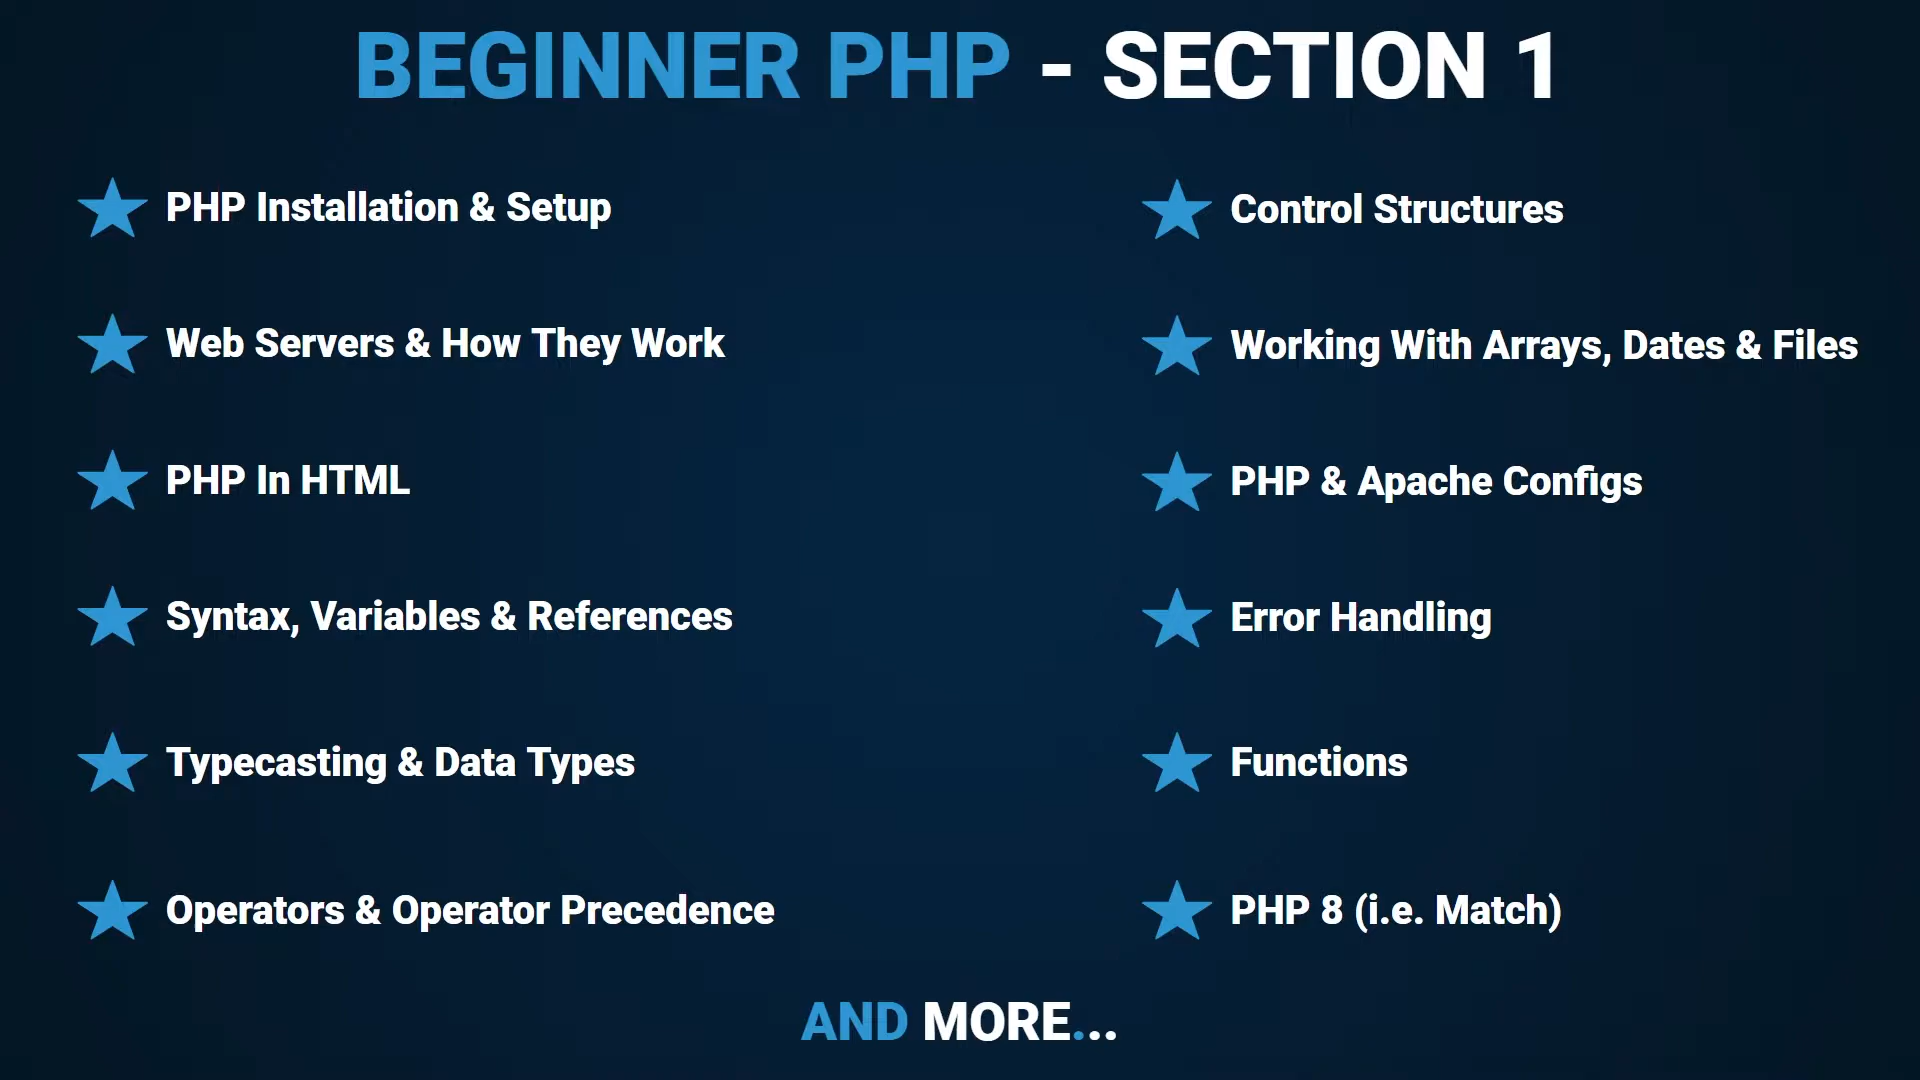 BEGINNER PHP - SECTION 1
PHP Installation & Setup
Web Servers & How They Work
PHP In HTML
Syntax, Variables & References
Typecasting & Data Types
Operators & Operator Precedence
Control Structures
Working With Arrays, Dates & Files
PHP & Apache Configs
Error Handling
Functions
PHP 8 (i.e. Match)
AND MORE...